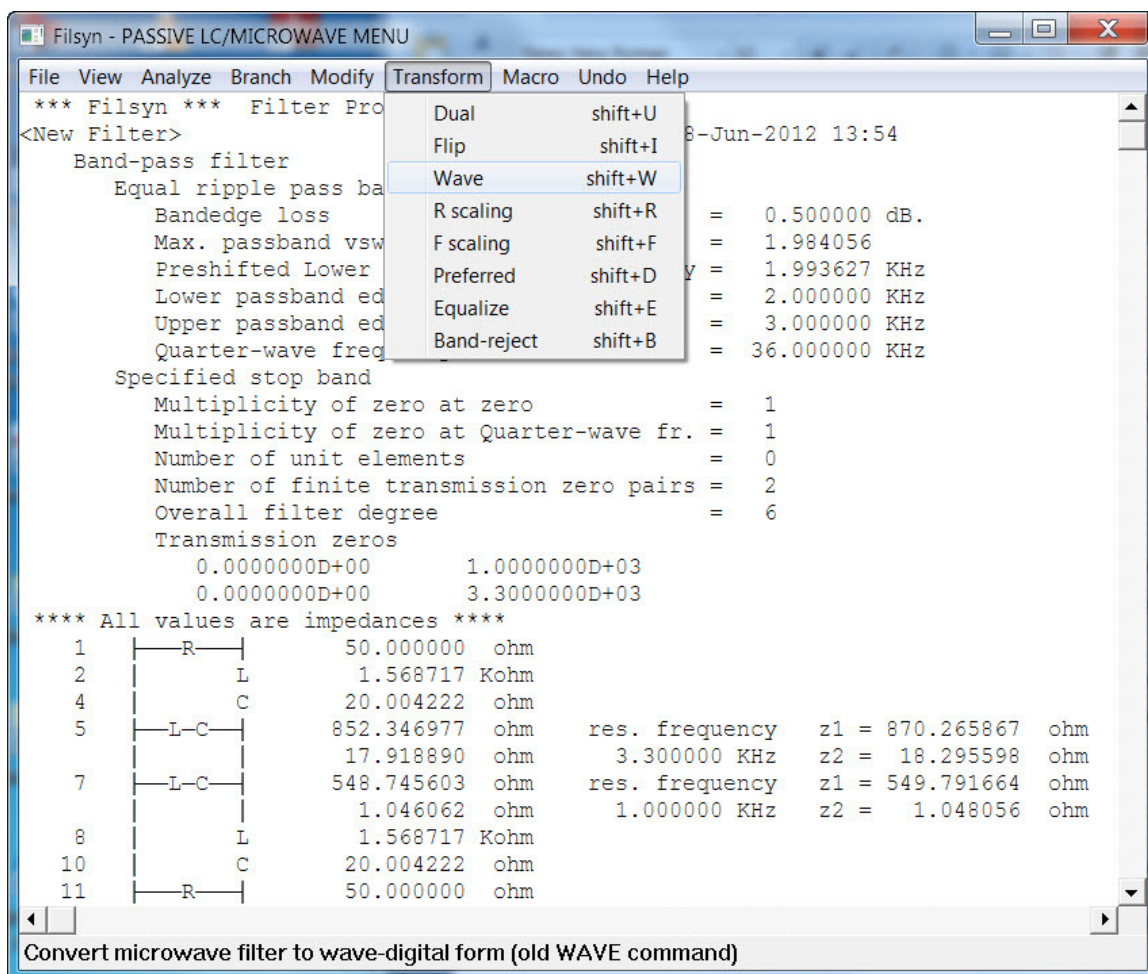 Filsyn - PASSIVE LC/MICROWAVE MENU
File View Analyze Branch Modify Transform Macro Undo Help
*** Filsyn *** Filter Pro
<New Filter> 8-Jun-2012 13:54
Band-pass filter
Equal ripple pass ba
Bandedge loss = 0.500000 dB.
Max. passband vsw = 1.984056
Preshifted Lower y = 1.993627 KHz
Lower passband ed = 2.000000 KHz
Upper passband ed = 3.000000 KHz
Quarter-wave freq = 36.000000 KHz
Dual shift+U
Flip shift+I
Wave shift+W
R scaling shift+R
F scaling shift+F
Preferred shift+D
Equalize shift+E
Band-reject shift+B
Specified stop band
Multiplicity of zero at zero = 1
Multiplicity of zero at Quarter-wave fr. = 1
Number of unit elements = 0
Number of finite transmission zero pairs = 2
Overall filter degree = 6
Transmission zeros
0.0000000D+00 1.0000000D+03
0.0000000D+00 3.3000000D+03
**** All values are impedances ****
1 R 50.000000 ohm
2 L 1.568717 Kohm
4 C 20.004222 ohm
5 L-C 852.346977 ohm res. frequency z1 = 870.265867 ohm
17.918890 ohm 3.300000 KHz z2 = 18.295598 ohm
7 L-C 548.745603 ohm res. frequency z1 = 549.791664 ohm
1.046062 ohm 1.000000 KHz z2 = 1.048056 ohm
8 L 1.568717 Kohm
10 C 20.004222 ohm
11 R 50.000000 ohm
Convert microwave filter to wave-digital form (old WAVE command)